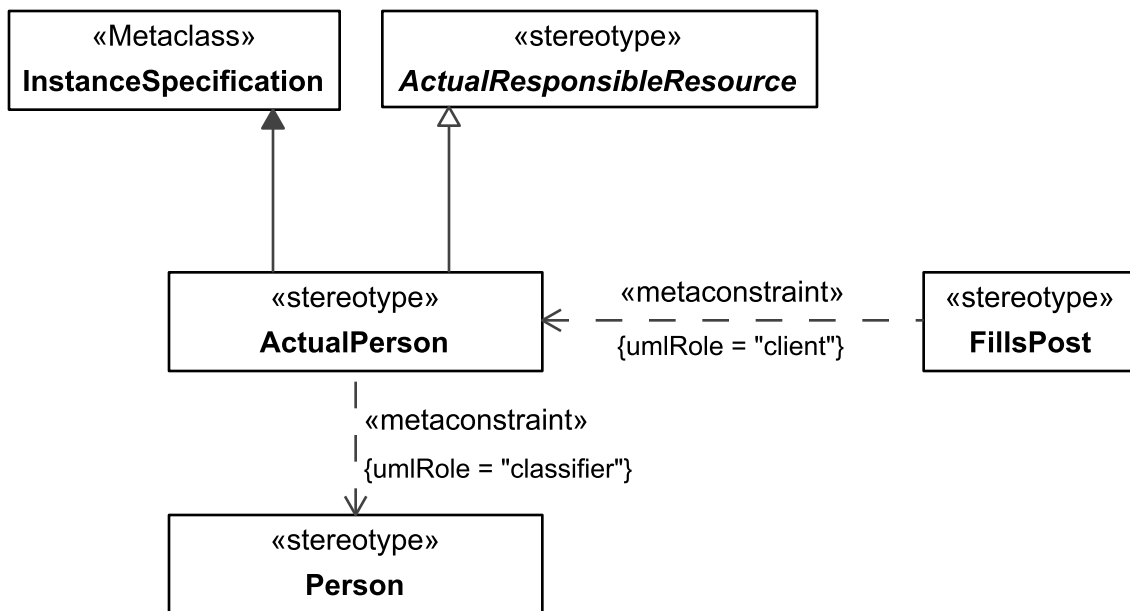 «Metaclass»
InstanceSpecification
«stereotype»
ActualResponsibleResource
«stereotype»
ActualPerson
«metaconstraint»
{umlRole = "client"}
«stereotype»
FillsPost
«metaconstraint»
{umlRole = "classifier"}
«stereotype»
Person